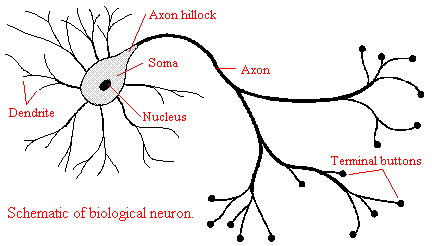 Axon hillock
Soma
Axon
Nucleus
Dendrite
Terminal buttons
Schematic of biological neuron.